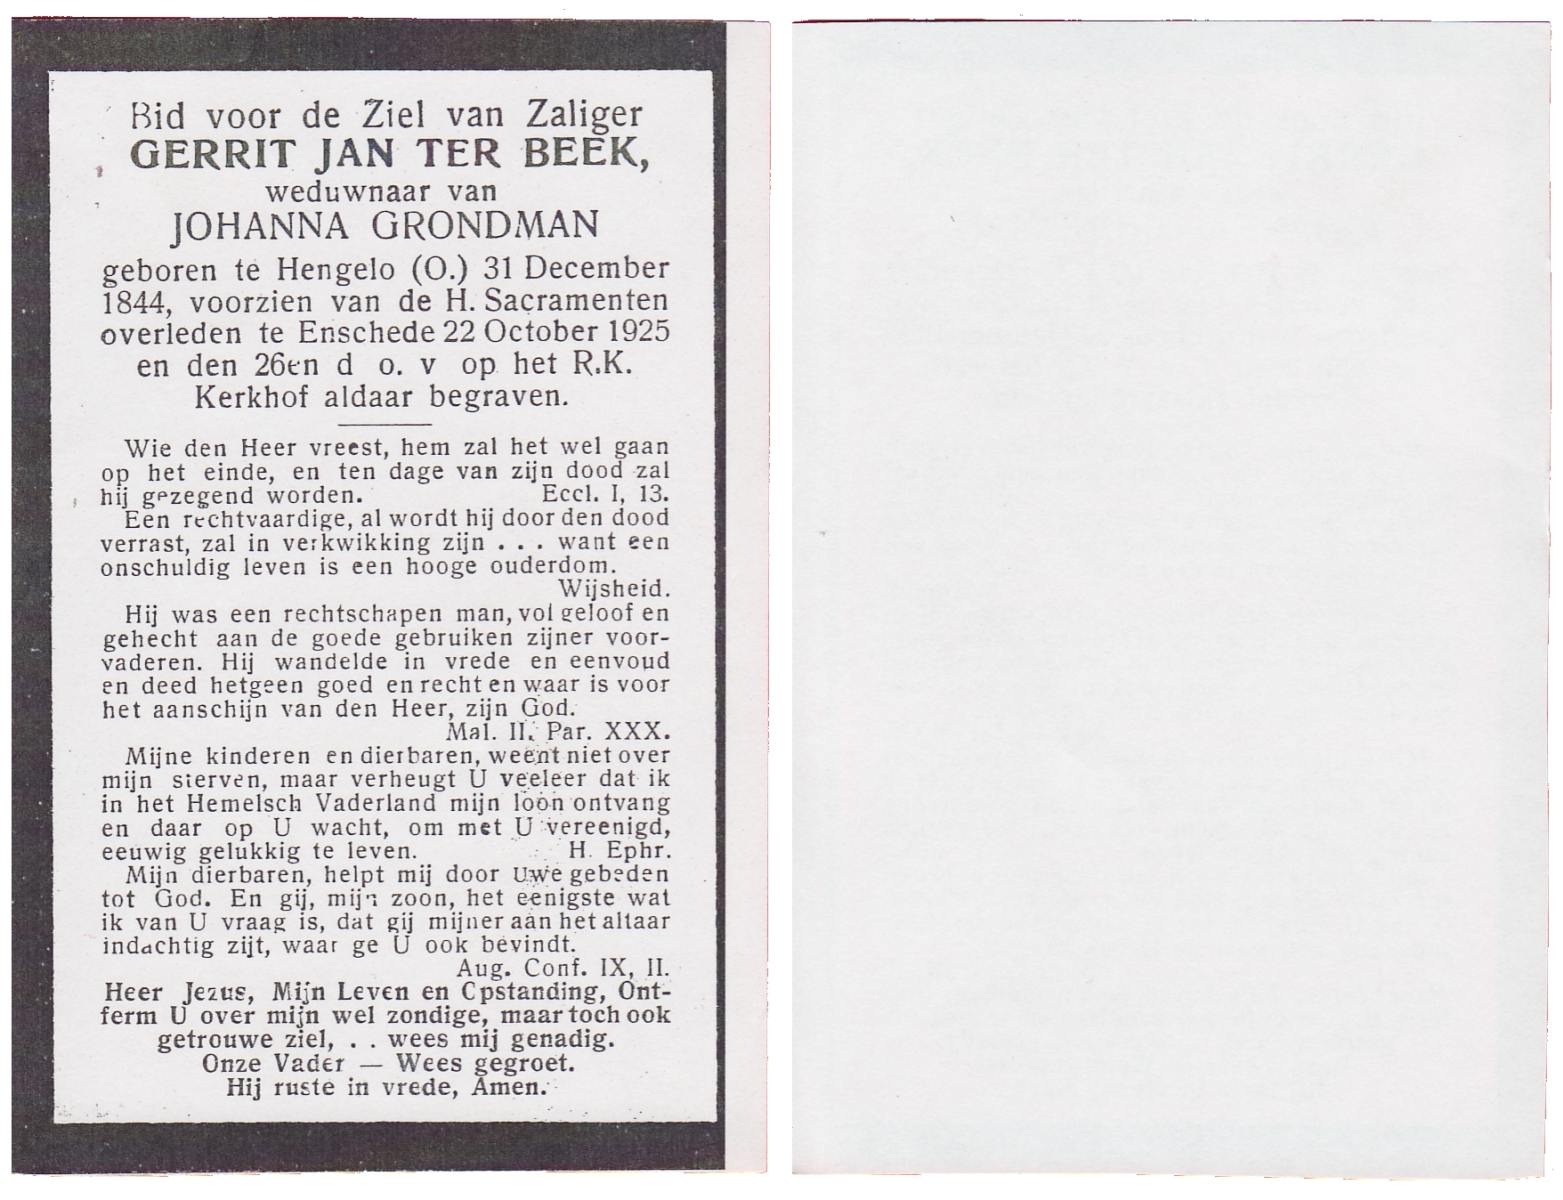 Bid voor de Ziel van Zaliger
GERRIT JAN TER BEEK,
weduwnaar van
JOHANNA GRONDMAN
geboren te Hengelo (O.) 31 December
1844, voorzien van de H. Sacramenten
overleden te Enschede 22 October 1925
en den 26en d o. v op het R.K.
Kerkhof aldaar begraven.
Wie den Heer vreest, hem zal het wel gaan
op het einde, en ten dage van zijn dood zal
hij gezegend worden. Eccl. I, 13.
Een rechtvaardige, al wordt hij door den dood
verrast, zal in verkwikking zijn . . . want een
onschuldig leven is een hooge ouderdom.
Wijsheid.
Hij was een rechtschapen man, vol geloof en
gehecht aan de goede gebruiken zijner voor-
vaderen. Hij wandelde in vrede en eenvoud
en deed hetgeen goed en recht en waar is voor
het aanschijn van den Heer, zijn God.
Mal. II. Par. XXX.
Mijne kinderen en dierbaren, weent niet over
mijn sterven, maar verheugt U veeleer dat ik
in het Hemelsch Vaderland mijn loon ontvang
en daar op U wacht, om met U vereenigd,
eeuwig gelukkig te leven. H. Ephr.
Mijn dierbaren, helpt mij door Uwe gebeden
tot God. En gij, mijn zoon, het eenigste wat
ik van U vraag is, dat gij mijner aan het altaar
indachtig zijt, waar ge U ook bevindt.
Aug. Conf. IX, II.
Heer Jezus, Mijn Leven en Opstanding, Ont-
ferm U over mijn wel zondige, maar toch ook
getrouwe ziel, . . wees mij genadig.
Onze Vader — Wees gegroet.
Hij ruste in vrede, Amen.